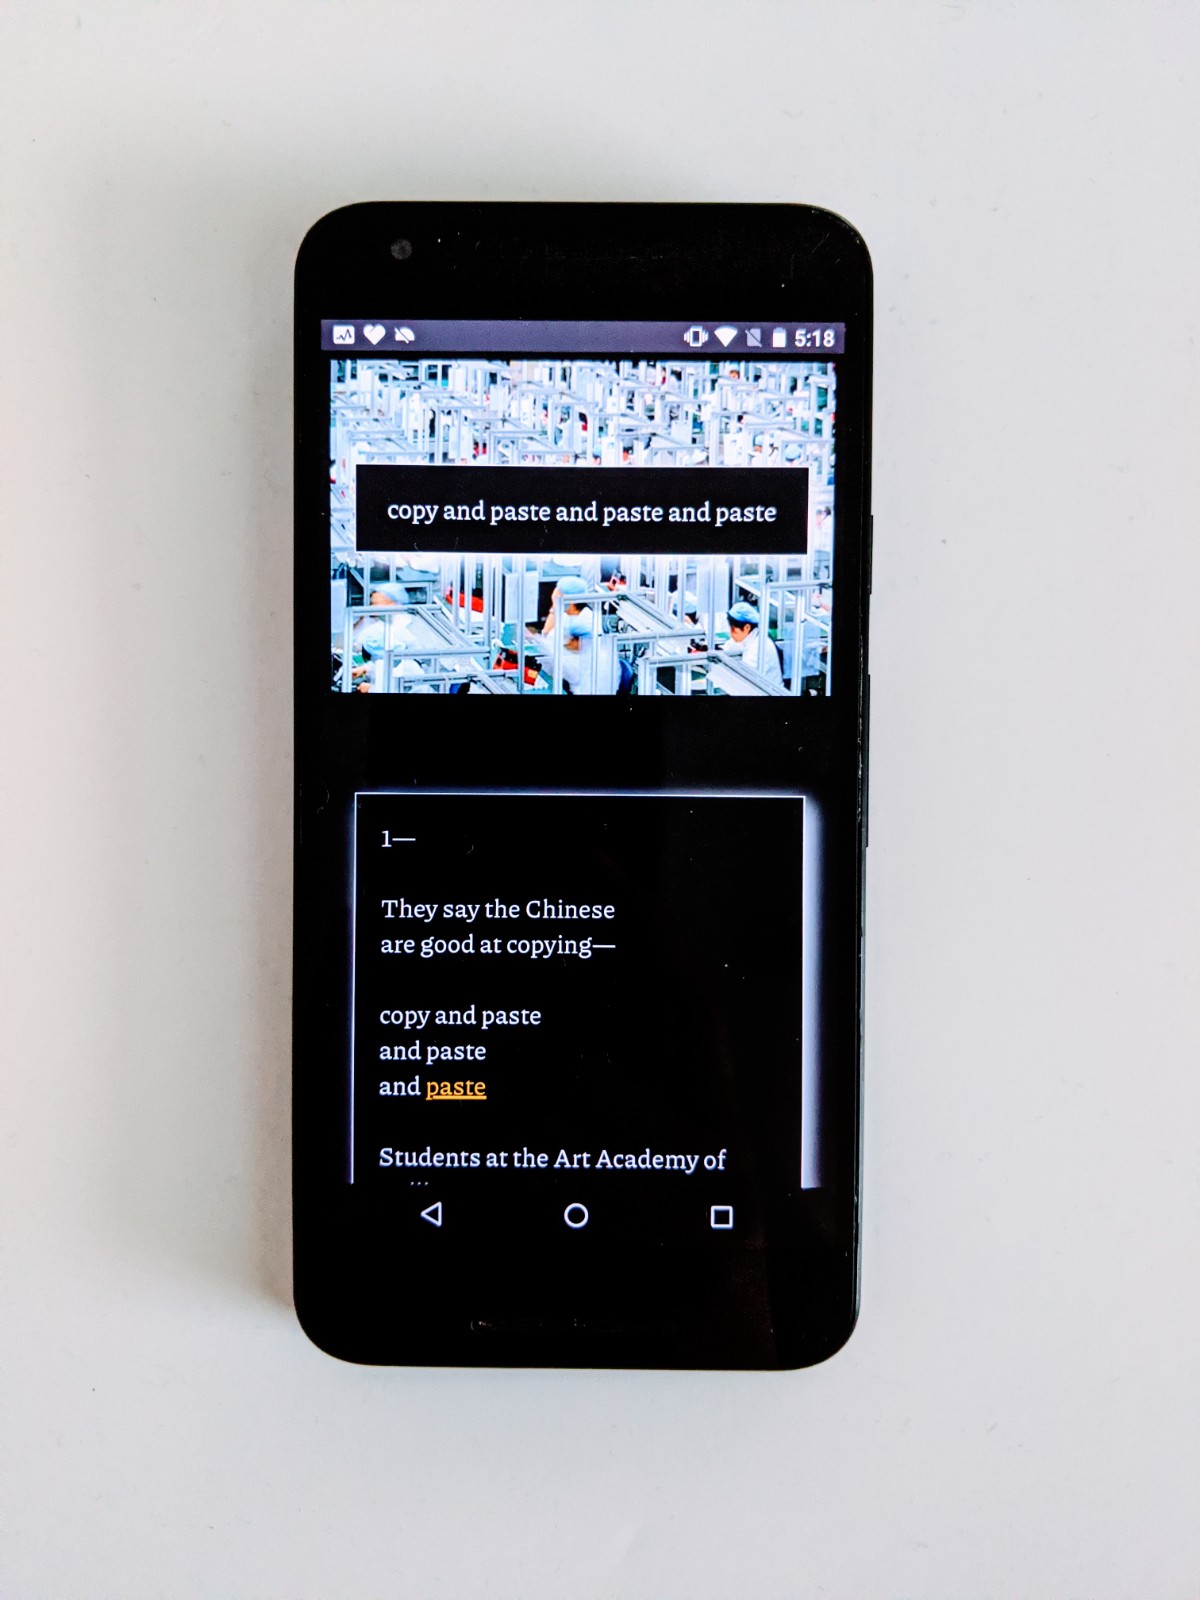 5:18
copy and paste and paste and paste
1—
They say the Chinese
are good at copying—
copy and paste
and paste
and paste
Students at the Art Academy of